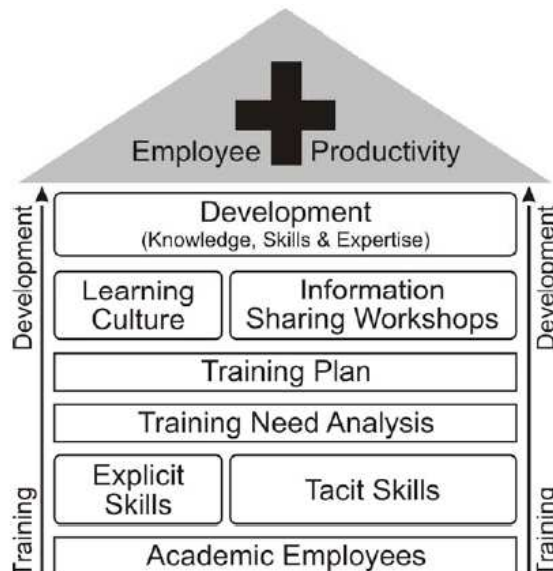 Employee Productivity
Development
(Knowledge, Skills & Expertise)
Learning
Culture
Information
Sharing Workshops
Training Plan
Training Need Analysis
Explicit
Skills
Tacit Skills
Academic Employees
Training
Development
Training
Development